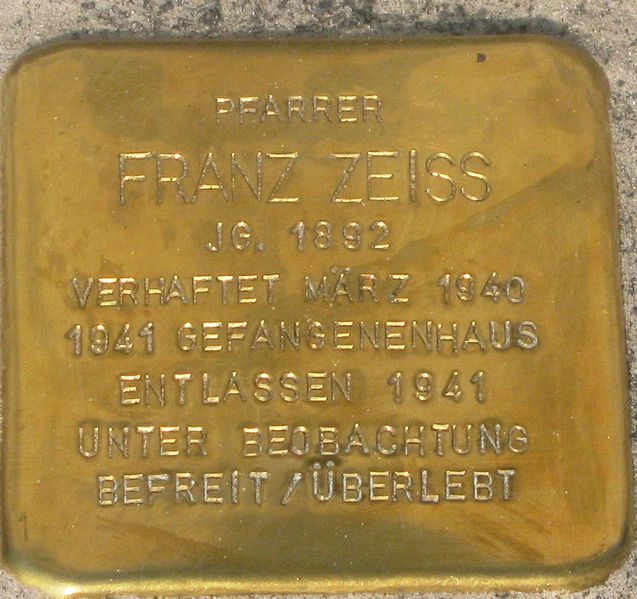 PFARRER
FRANZ ZEISS
JG. 1892
VERHAFTET MÄRZ 1940
1941 GEFANGENENHAUS
ENTLASSEN 1941
UNTER BEOBACHTUNG
BEFREIT/ÜBERLEBT